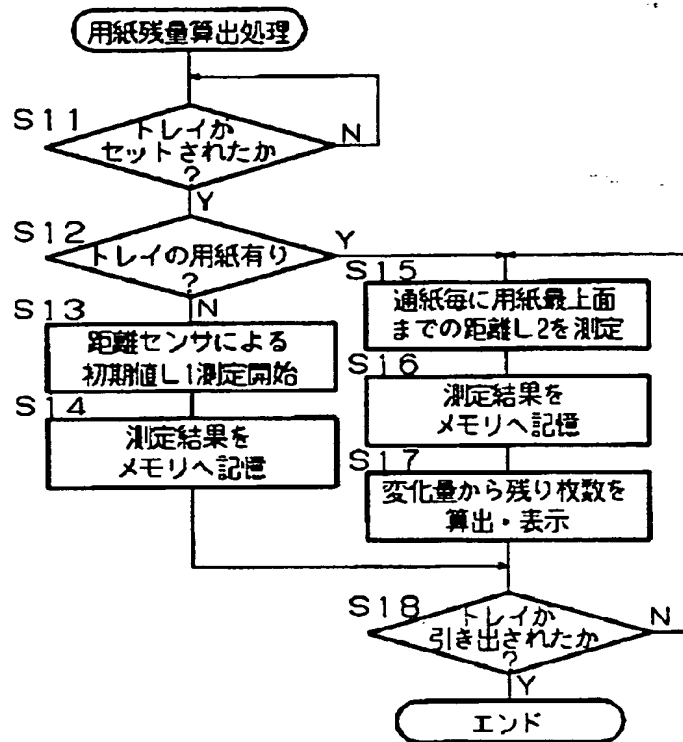 用紙残量算出処理
S11
トレイが
セットされたか
?
N
Y
S12
トレイの用紙有り
?
Y
N
S13
距離センサによる
初期値L1測定開始
S14
測定結果を
メモリへ記憶
S15
通紙毎に用紙最上面
までの距離L2を測定
S16
測定結果を
メモリへ記憶
S17
変化量から残り枚数を
算出・表示
S18
トレイが
引き出されたか
?
N
Y
エンド